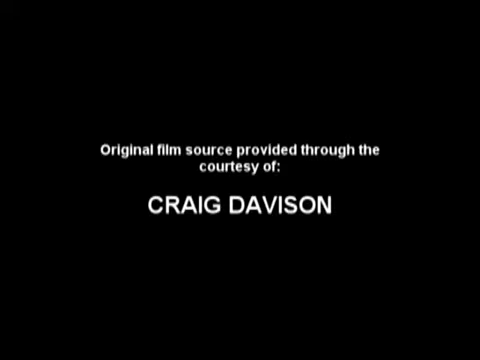 Original film source provided through the
courtesy of:
CRAIG DAVISON